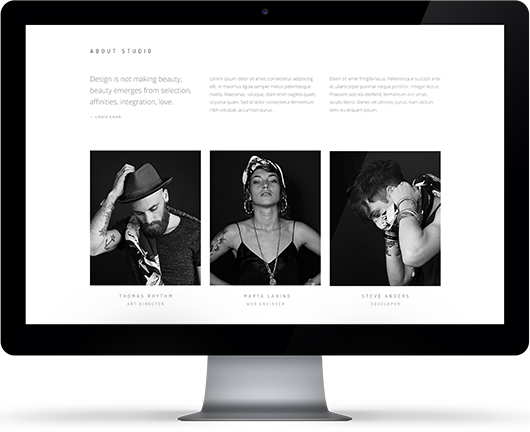 ABOUT STUDIO
Design is not making beauty,
beauty emerges from selection,
affinities, integration, love.
— LOUIS KAHN
Lorem ipsum dolor sit amet, consectetur adipiscing
elit. In maximus ligula semper metus pellentesque
mattis. Maecenas volutpat, diam enim sagittis quam,
id porta quam. Sed id dolor consectetur fermentum
nibh volutpat, accumsan purus.
Etiam sit amet fringilla lacus. Pellentesque suscipit ante
at ullamcorper pulvinar neque porttitor. Integer lectus.
Praesent sed nisi eleifend, fermentum orci amet,
iaculis libero. Donec vel ultricies purus. Nam dictum
sem, eu aliquam ipsum.
THOMAS RHYTHM
ART DIRECTOR
MARTA LANING
WEB ENGINEER
STEVE ANDERS
DEVELOPER